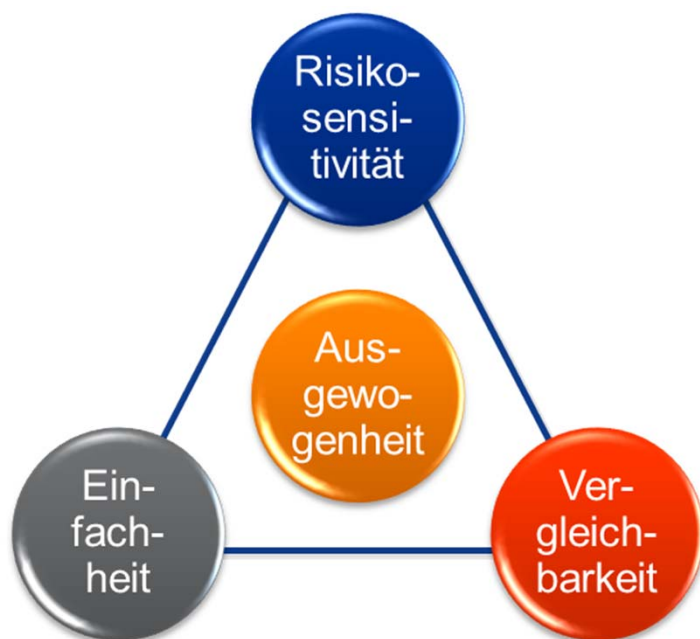 Risiko-
sensi-
tivität
Aus-
gewo-
genheit
Ein-
fach-
heit
Ver-
gleich-
barkeit